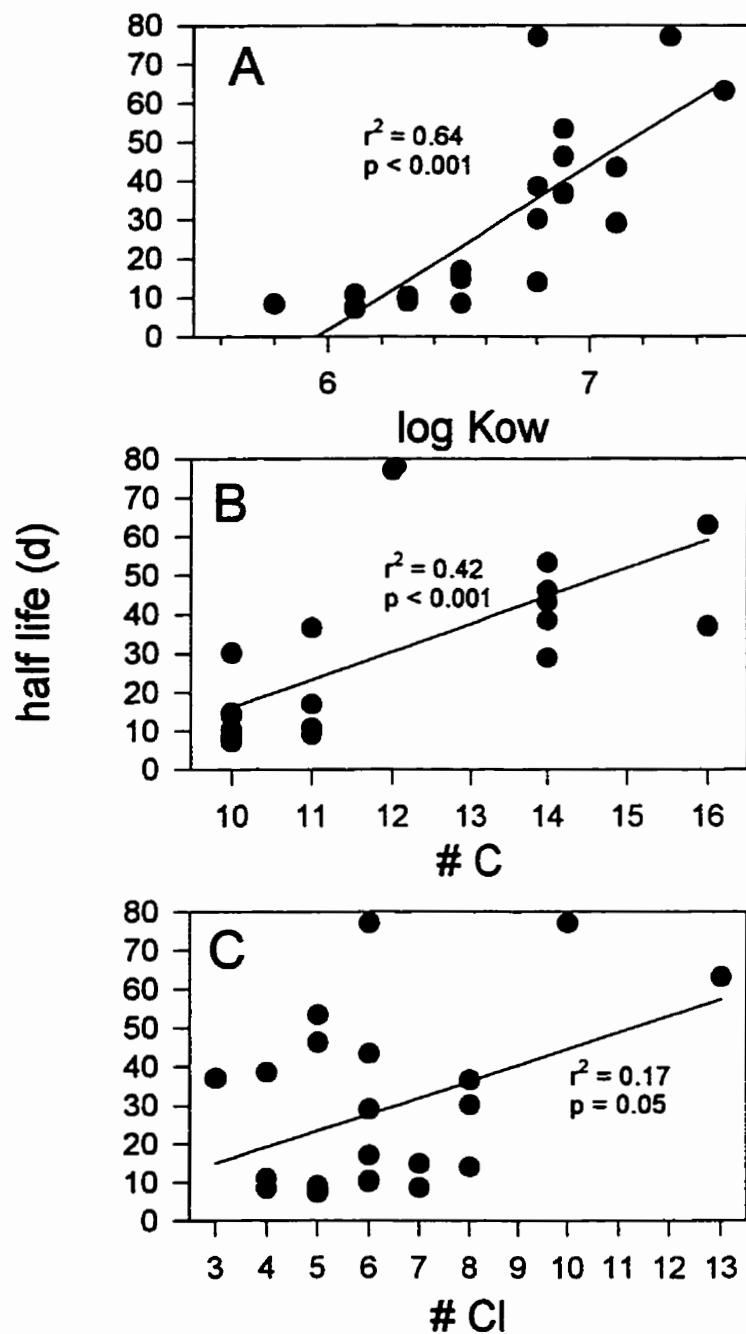 A
r² = 0.64
p < 0.001
80
70
60
50
40
30
20
10
0
6 7
log Kow
B
r² = 0.42
p < 0.001
80
70
60
50
40
30
20
10
0
10 11 12 13 14 15 16
# C
half life (d)
C
r² = 0.17
p = 0.05
80
70
60
50
40
30
20
10
0
3 4 5 6 7 8 9 10 11 12 13
# Cl